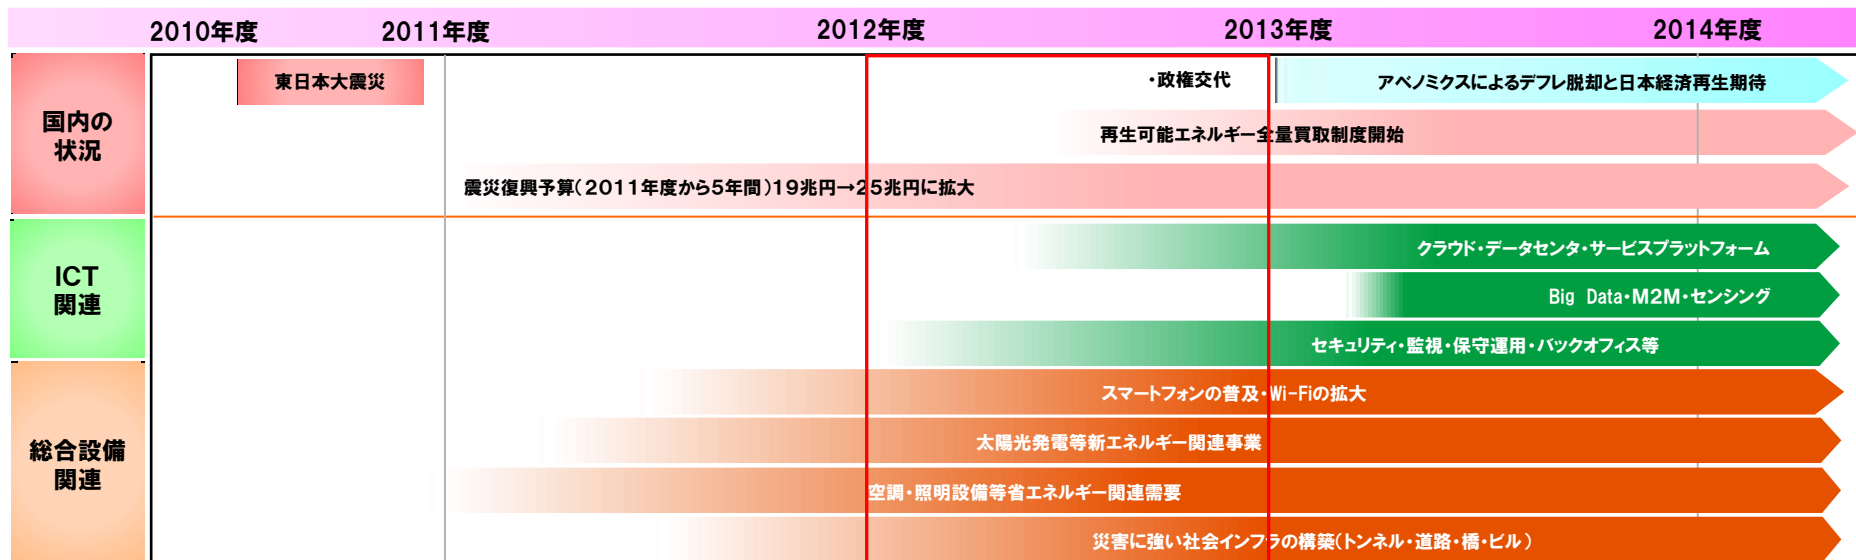 2010年度 2011年度 2012年度 2013年度 2014年度
国内の
状況
東日本大震災
・政権交代
アベノミクスによるデフレ脱却と日本経済再生期待
再生可能エネルギー全量買取制度開始
震災復興予算(2011年度から5年間)19兆円→25兆円に拡大
ICT
関連
クラウド・データセンタ・サービスプラットフォーム
Big Data・M2M・センシング
セキュリティ・監視・保守運用・バックオフィス等
総合設備
関連
スマートフォンの普及・Wi-Fiの拡大
太陽光発電等新エネルギー関連事業
空調・照明設備等省エネルギー関連需要
災害に強い社会インフラの構築(トンネル・道路・橋・ビル)